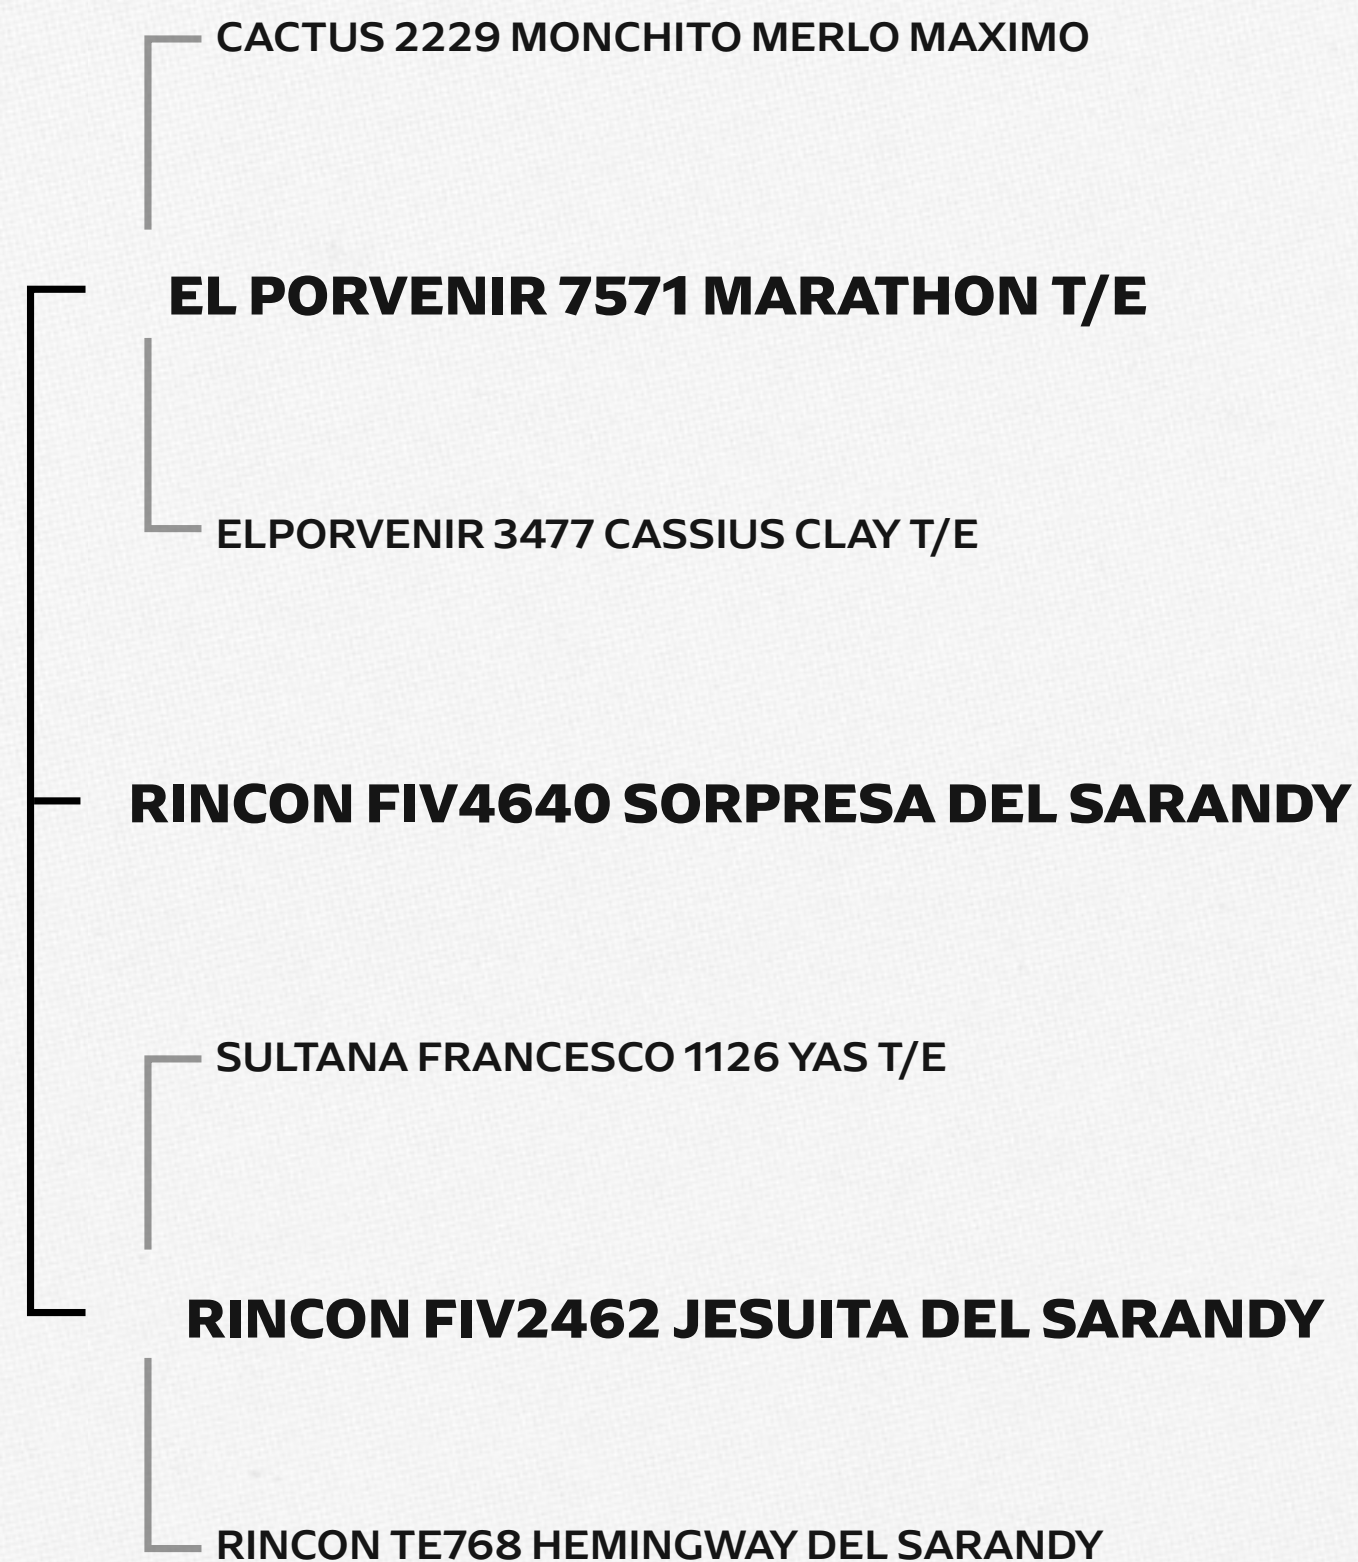 CACTUS 2229 MONCHITO MERLO MAXIMO
EL PORVENIR 7571 MARATHON T/E
ELPORVENIR 3477 CASSIUS CLAY T/E
RINCON FIV4640 SORPRESA DEL SARANDY
SULTANA FRANCESCO 1126 YAS T/E
RINCON FIV2462 JESUITA DEL SARANDY
RINCON TE768 HEMINGWAY DEL SARANDY